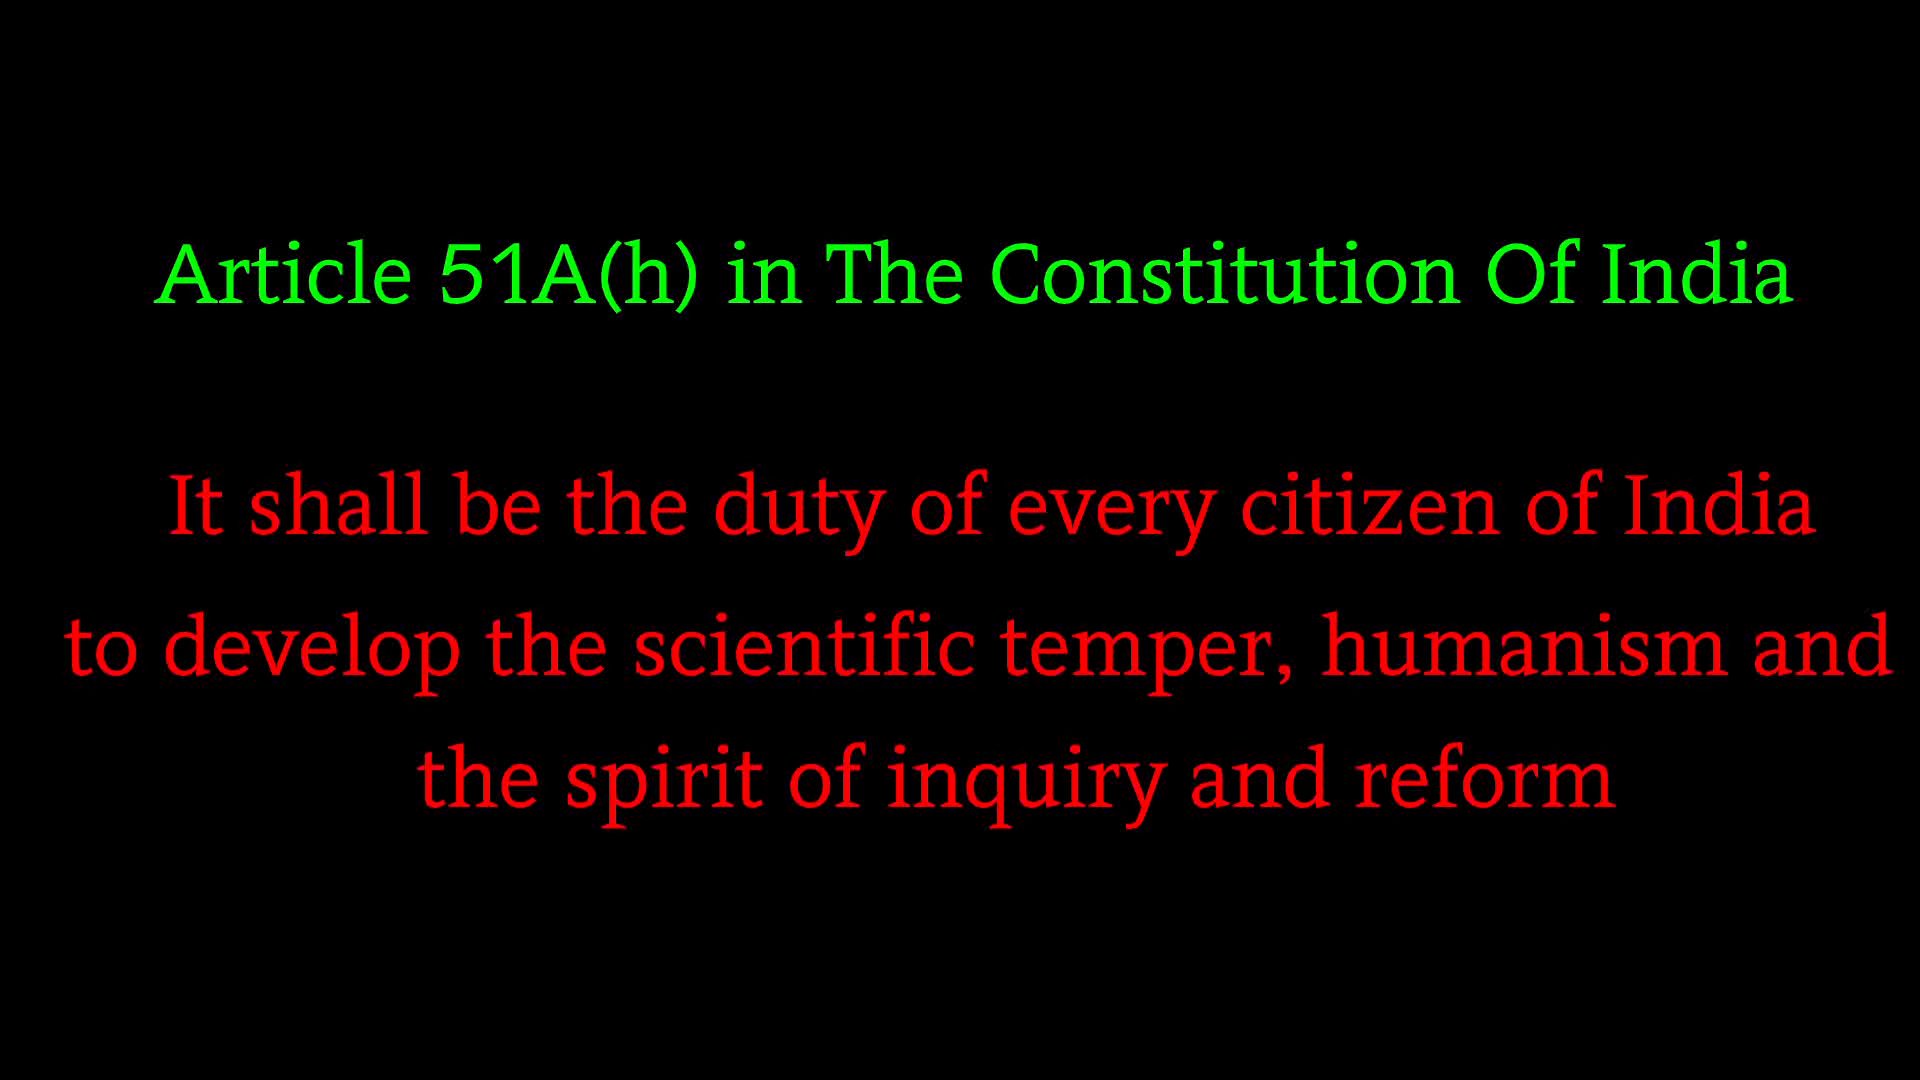 Article 51A(h) in The Constitution Of India
It shall be the duty of every citizen of India
to develop the scientific temper, humanism and
the spirit of inquiry and reform